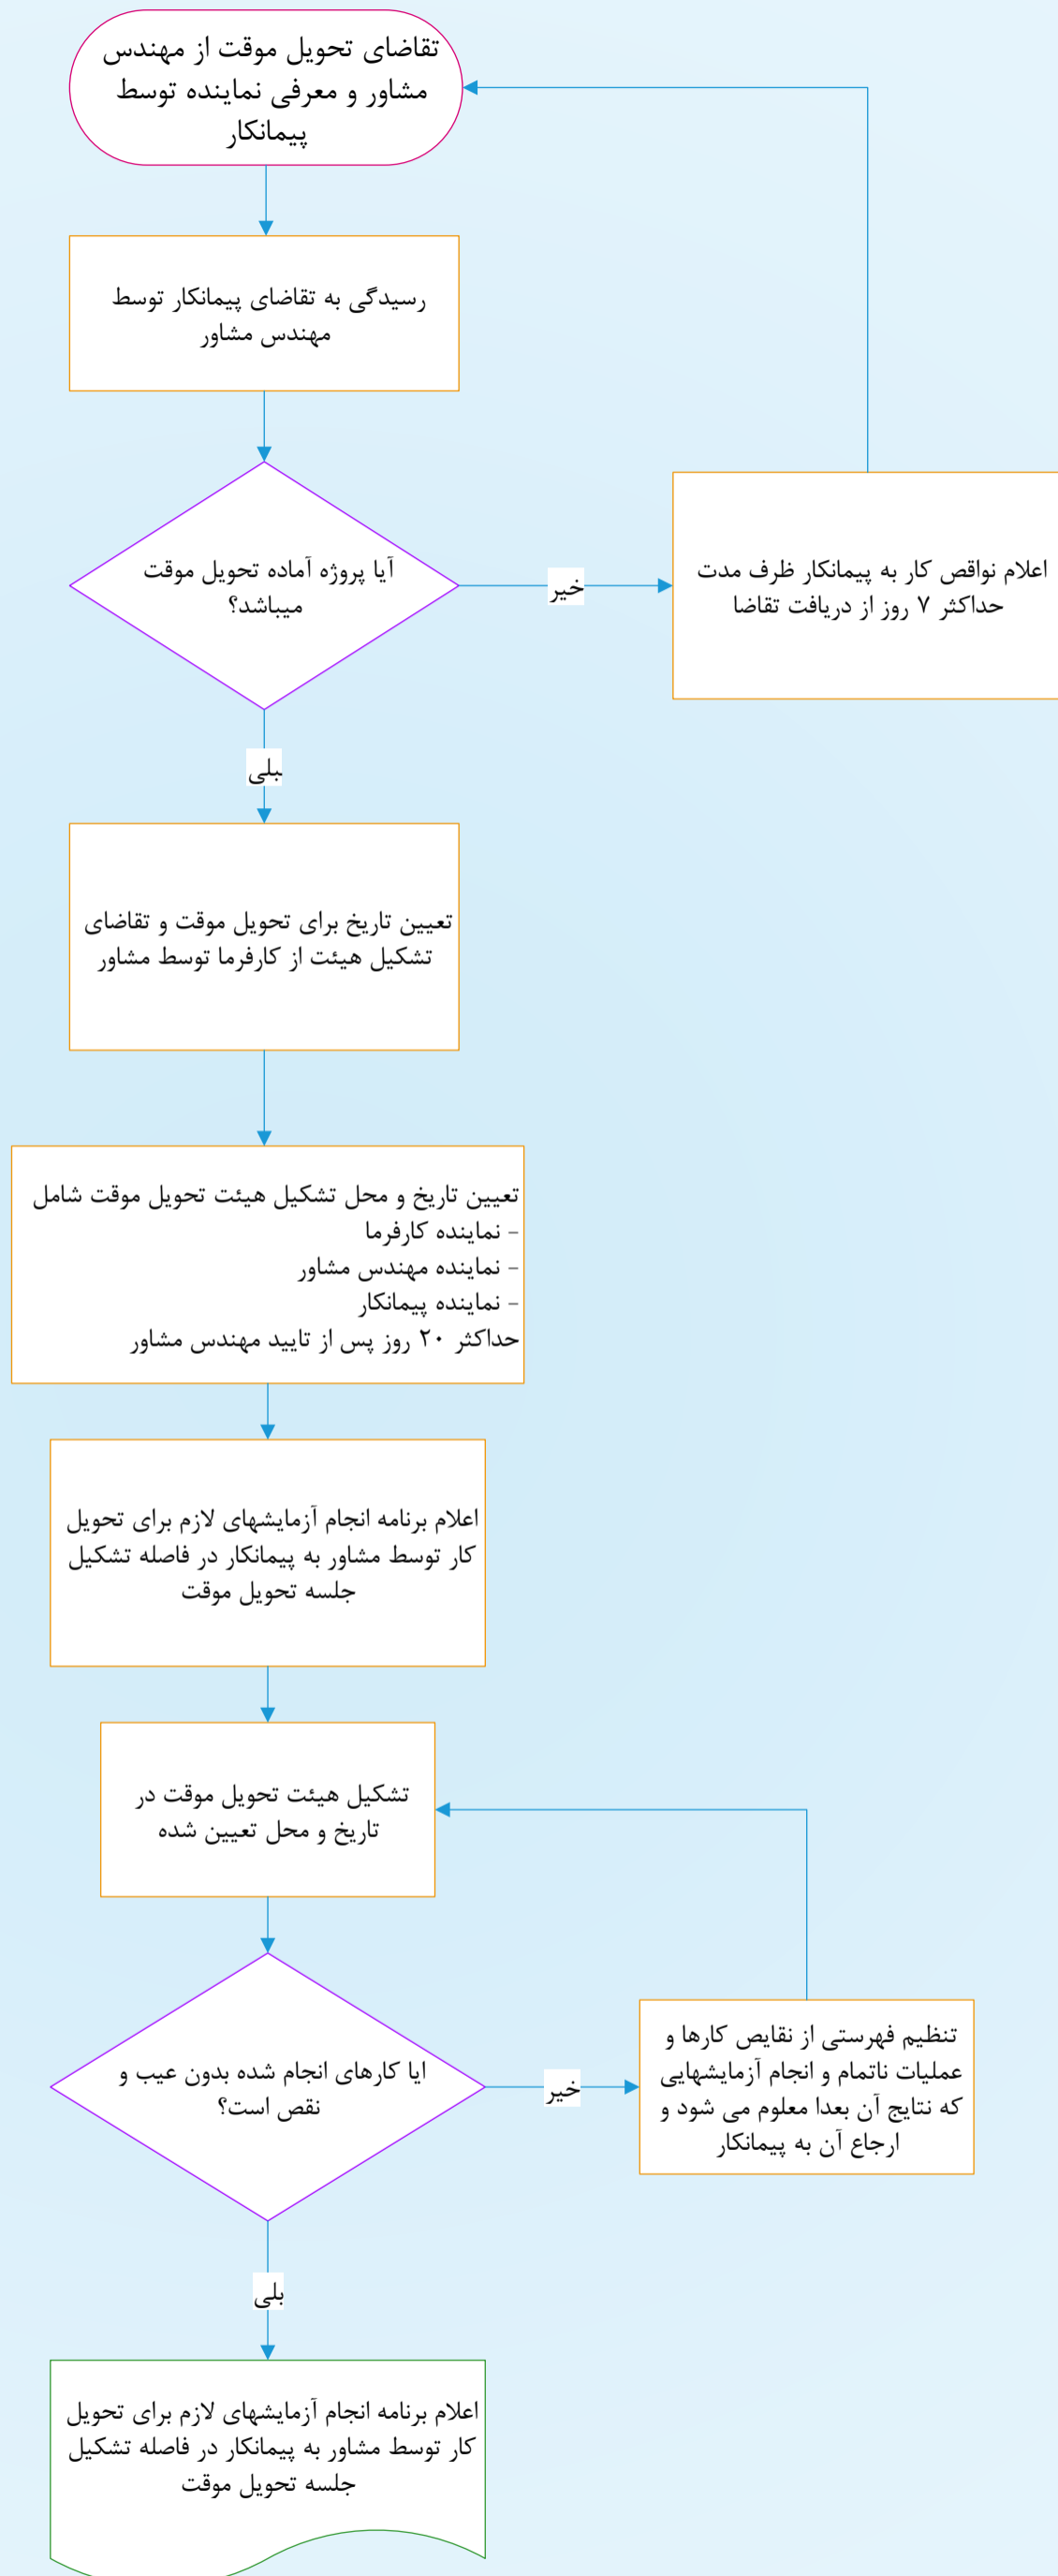 تقاضای تحویل موقت از مهندس
مشاور و معرفی نماینده توسط
پیمانکار
رسیدگی به تقاضای پیمانکار توسط
مهندس مشاور
آیا پروژه آماده تحویل موقت
میباشد؟
خیر
اعلام نواقص کار به پیمانکار ظرف مدت
حداکثر ۷ روز از دریافت تقاضا
بلی
تعیین تاریخ برای تحویل موقت و تقاضای
تشکیل هیئت از کارفرما توسط مشاور
تعیین تاریخ و محل تشکیل هیئت تحویل موقت شامل
- نماینده کارفرما
- نماینده مهندس مشاور
- نماینده پیمانکار
حداکثر ۲۰ روز پس از تایید مهندس مشاور
اعلام برنامه انجام آزمایشهای لازم برای تحویل
کار توسط مشاور به پیمانکار در فاصله تشکیل
جلسه تحویل موقت
تشکیل هیئت تحویل موقت در
تاریخ و محل تعیین شده
ایا کارهای انجام شده بدون عیب و
نقص است؟
خیر
تنظیم فهرستی از نقایص کارها و
عملیات ناتمام و انجام آزمایشهایی
که نتایج آن بعدا معلوم می شود و
ارجاع آن به پیمانکار
بلی
اعلام برنامه انجام آزمایشهای لازم برای تحویل
کار توسط مشاور به پیمانکار در فاصله تشکیل
جلسه تحویل موقت